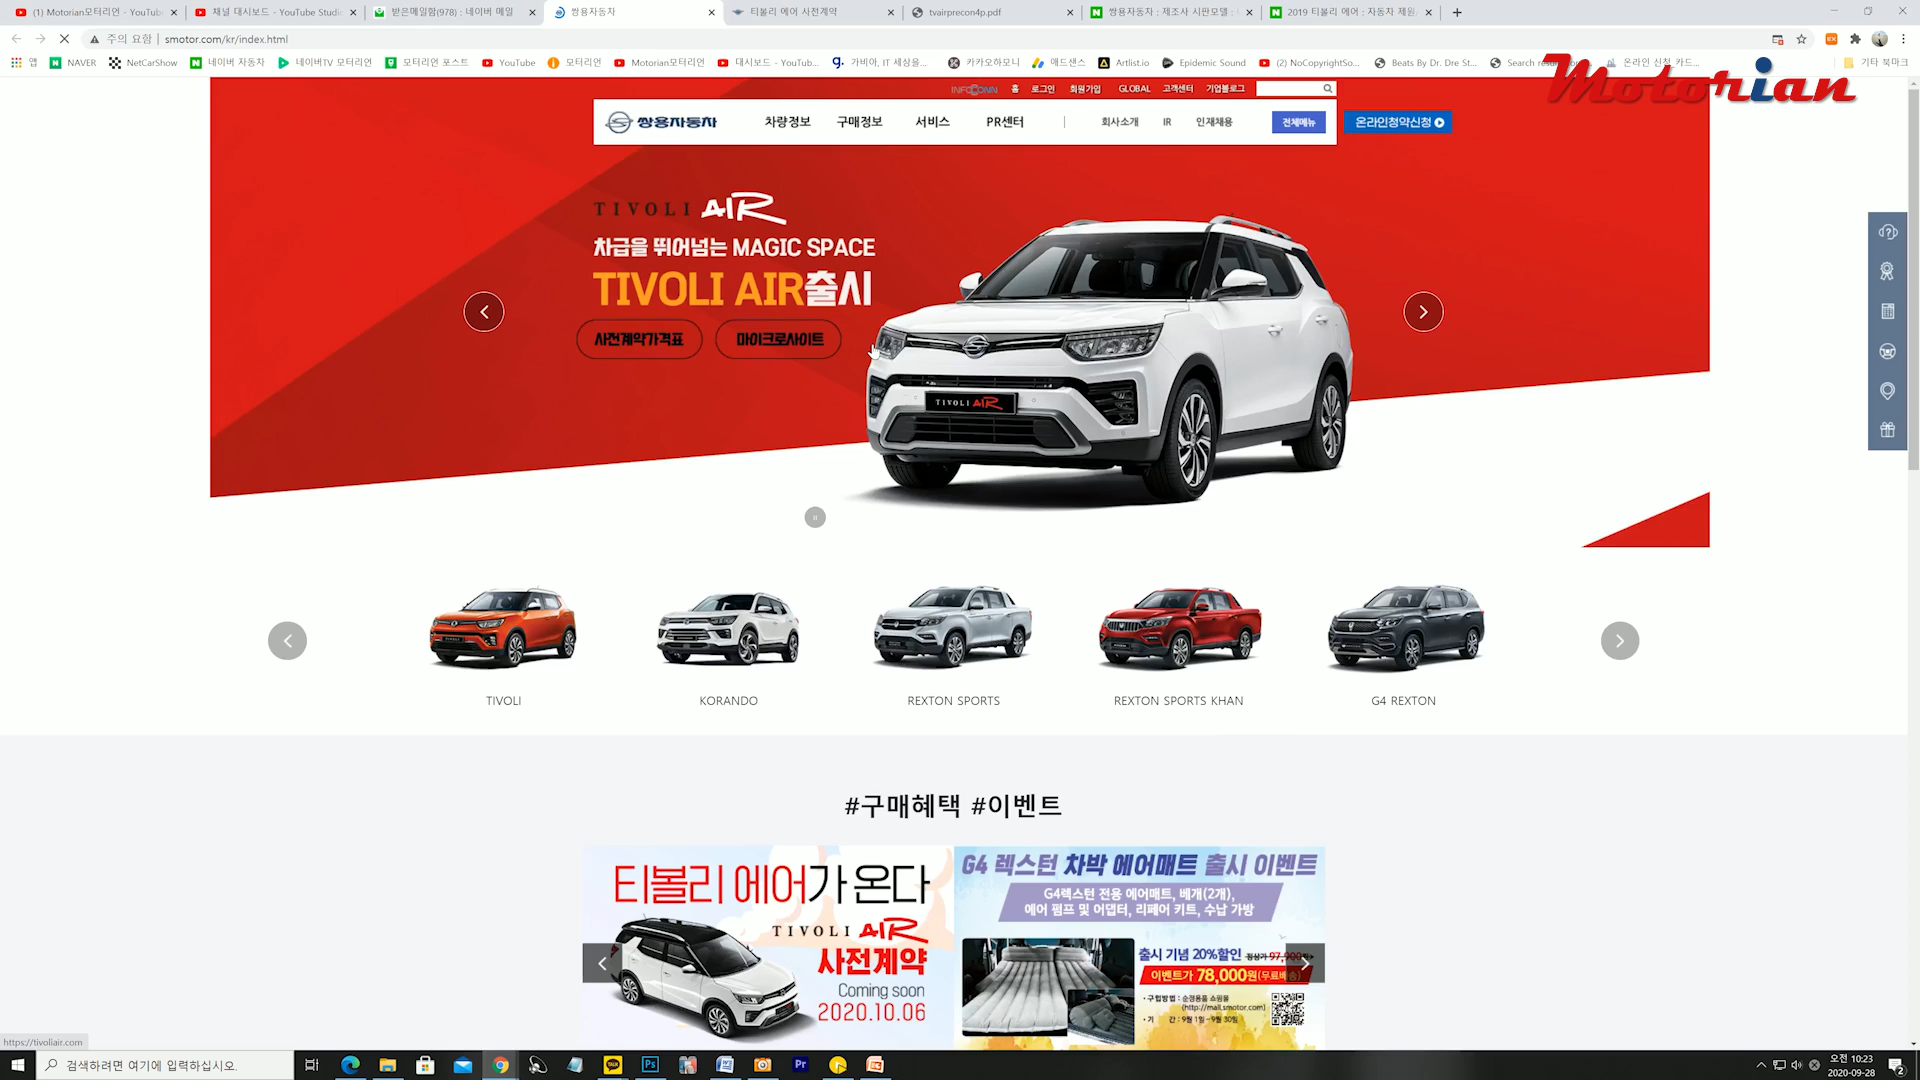 (1) Motorian모터리언 - YouTub
채널 대시보드 - YouTube Studio
받은메일함(978) : 네이버 메일
쌍용자동차
티볼리 에어 사전계약
tvairprecon4p.pdf
쌍용자동차 : 제조사 시판모델 :
2019 티볼리 에어 : 자동차 제원
주의 요함
smotor.com/kr/index.html
앱
NAVER
NetCarShow
네이버 자동차
네이버TV 모터리언
모터리언 포스트
YouTube
모터리언
Motorian모터리언
대시보드 - YouTub...
가비아, IT 세상을...
카카오하모니
애드센스
Artlist.io
Epidemic Sound
(2) NoCopyrightSo...
Beats By Dr. Dre St...
온라인 신청 카드...
기타 북마크
Motorian
INFOCONN
홈
로그인
회원가입
GLOBAL
고객센터
기업블로그
쌍용자동차
차량정보
구매정보
서비스
PR센터
회사소개
IR
인재채용
전체메뉴
온라인청약신청
TIVOLI AIR
차급을 뛰어넘는 MAGIC SPACE
TIVOLI AIR출시
사전계약가격표
마이크로사이트
TIVOLI AIR
TIVOLI
KORANDO
REXTON SPORTS
REXTON SPORTS KHAN
G4 REXTON
#구매혜택 #이벤트
티볼리 에어가 온다
TIVOLI AIR
사전계약
Coming soon
2020.10.06
G4 렉스턴 차박 에어매트 출시 이벤트
G4렉스턴 전용 에어매트, 베개(2개),
에어 펌프 및 어댑터, 리페어 키트, 수납 가방
출시 기념 20%할인 정상가 97,900원
이벤트가 78,000원(무료배송)
· 구입방법 : 순정용품 쇼핑몰
(http://mall.smotor.com)
· 기 간 : 9월 1일~9월 30일
https://tivoliair.com
검색하려면 여기에 입력하십시오.
오전 10:23
2020-09-28